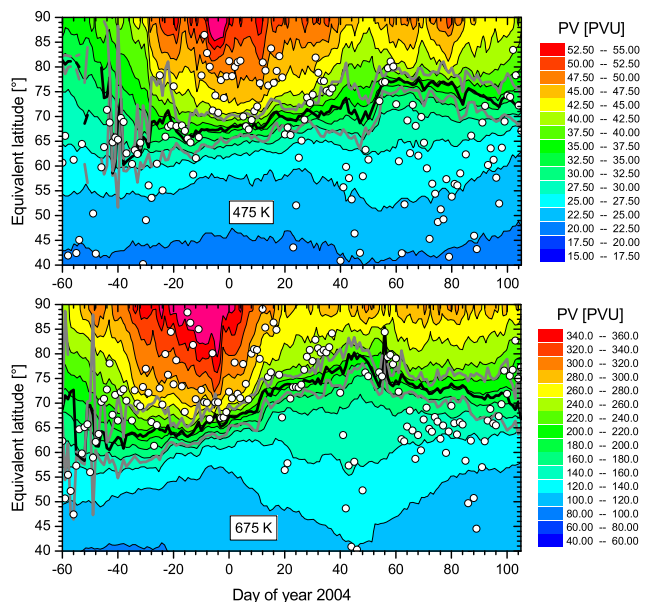 PV [PVU]
52.50 -- 55.00
50.00 -- 52.50
47.50 -- 50.00
45.00 -- 47.50
42.50 -- 45.00
40.00 -- 42.50
37.50 -- 40.00
35.00 -- 37.50
32.50 -- 35.00
30.00 -- 32.50
27.50 -- 30.00
25.00 -- 27.50
22.50 -- 25.00
20.00 -- 22.50
17.50 -- 20.00
15.00 -- 17.50
Equivalent latitude [°]
90
85
80
75
70
65
60
55
50
45
40
475 K
-60 -40 -20 0 20 40 60 80 100
PV [PVU]
340.0 -- 360.0
320.0 -- 340.0
300.0 -- 320.0
280.0 -- 300.0
260.0 -- 280.0
240.0 -- 260.0
220.0 -- 240.0
200.0 -- 220.0
180.0 -- 200.0
160.0 -- 180.0
140.0 -- 160.0
120.0 -- 140.0
100.0 -- 120.0
80.00 -- 100.0
60.00 -- 80.00
40.00 -- 60.00
Equivalent latitude [°]
90
85
80
75
70
65
60
55
50
45
40
675 K
-60 -40 -20 0 20 40 60 80 100
Day of year 2004